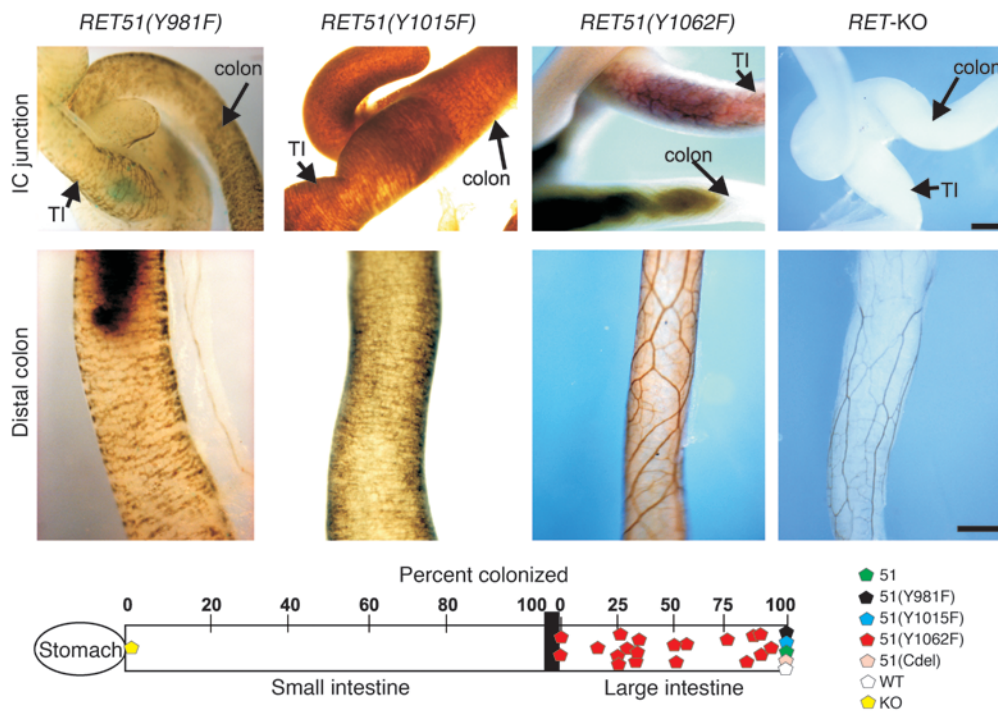 RET51(Y981F) RET51(Y1015F) RET51(Y1062F) RET-KO
IC junction
colon
TI
TI
colon
TI
colon
colon
TI
Distal colon
Percent colonized
0 20 40 60 80 100 0 25 50 75 100
Stomach
Small intestine Large intestine
51
51(Y981F)
51(Y1015F)
51(Y1062F)
51(Cdel)
WT
KO